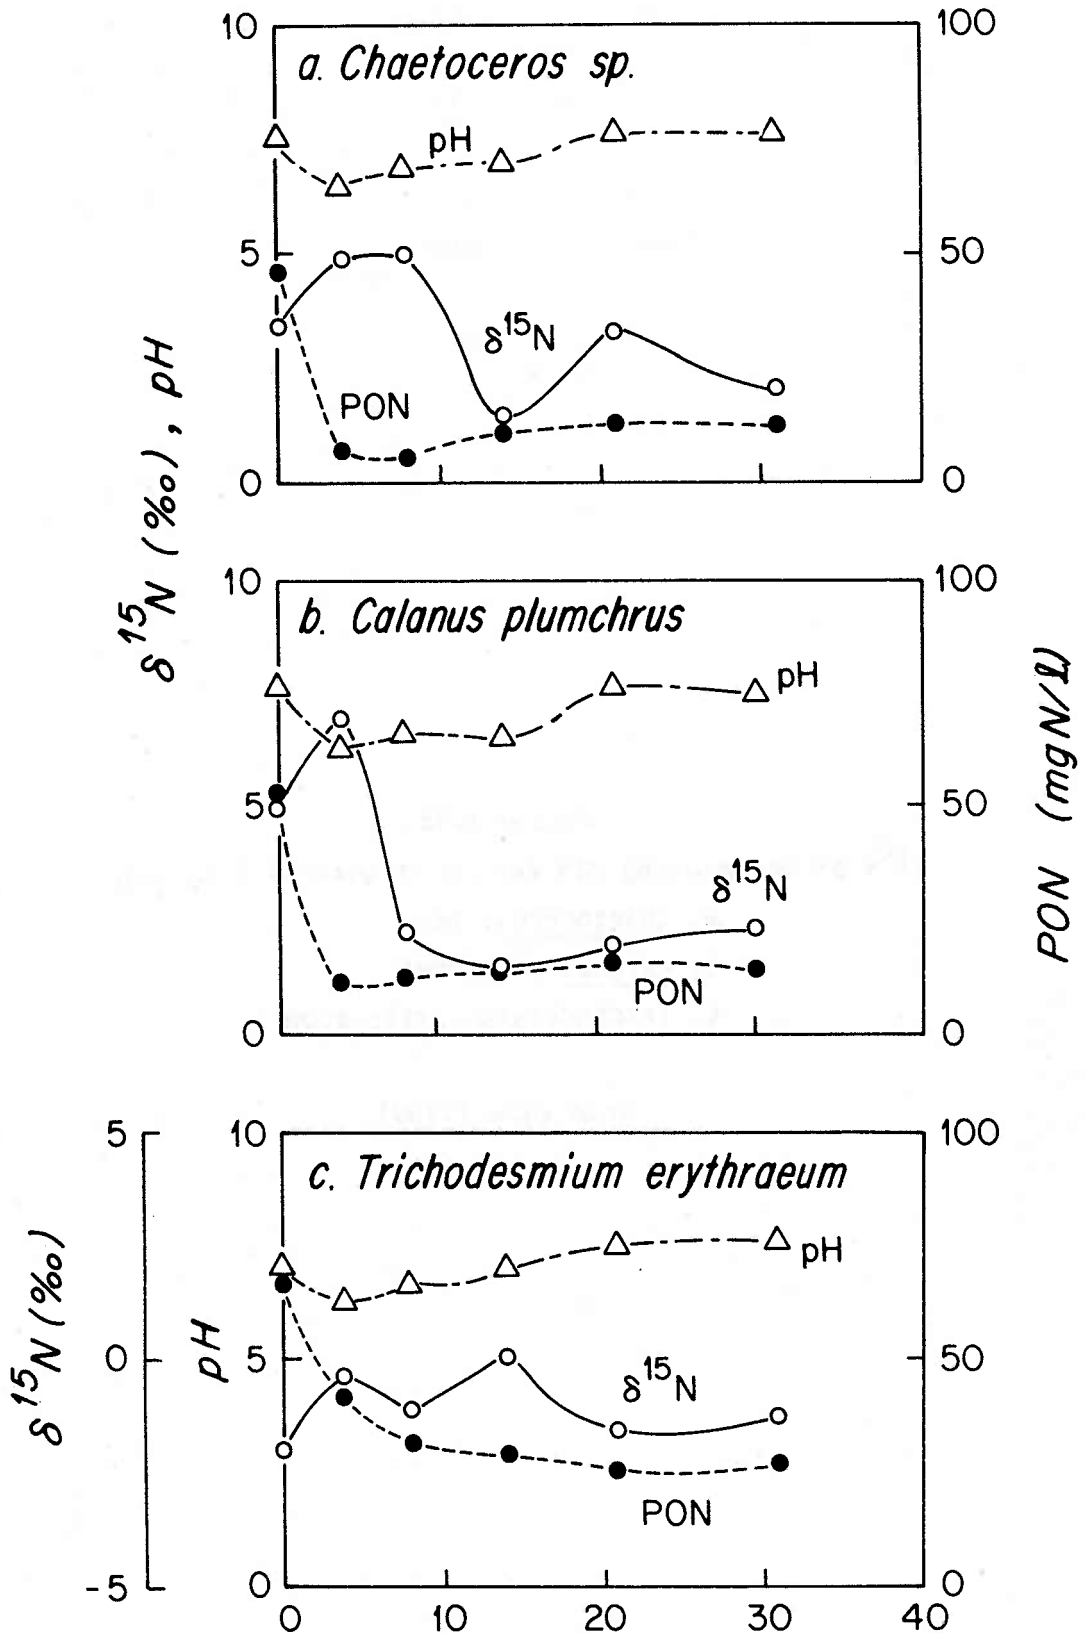 10
100
a. Chaetoceros sp.
pH
5
50
δ¹⁵N
PON
0
0
δ¹⁵N (‰), pH
10
100
b. Calanus plumchrus
pH
5
50
δ¹⁵N
PON
0
0
PON (mgN/l)
5
10
100
c. Trichodesmium erythraeum
pH
0
5
50
δ¹⁵N
PON
-5
0
0
δ¹⁵N (‰)
pH
0 10 20 30 40